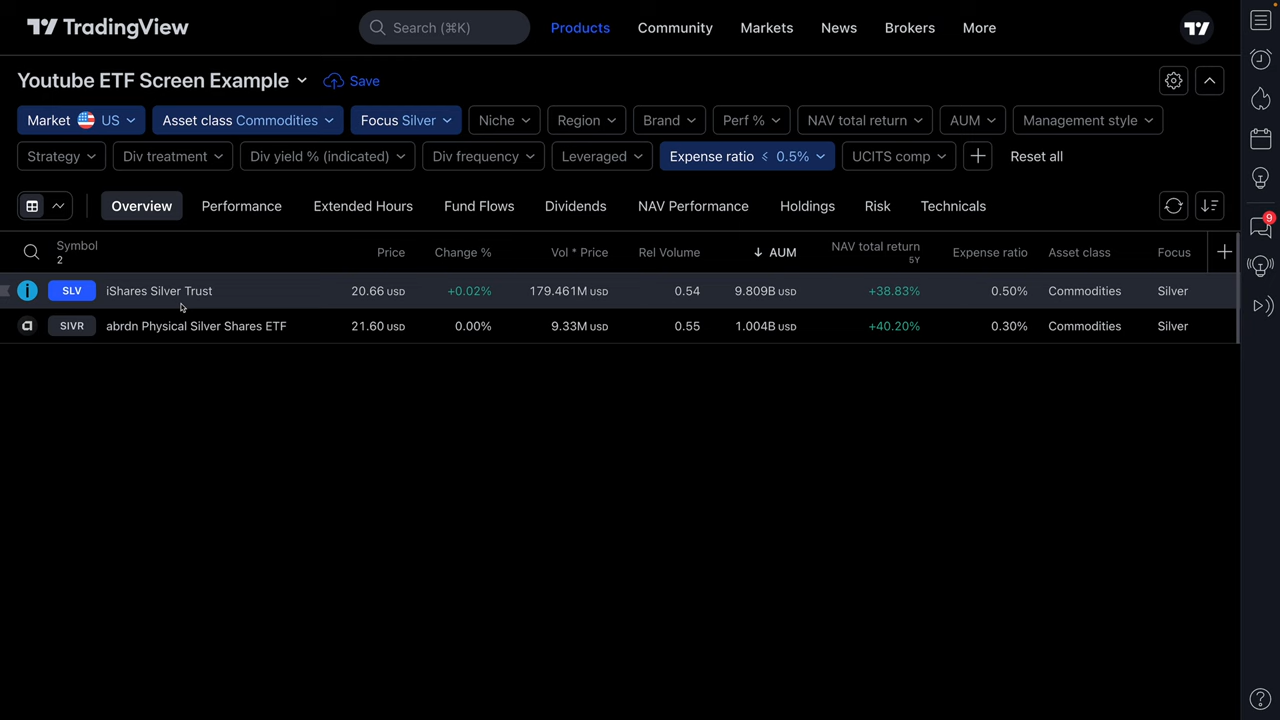 TradingView
Search (⌘K)
Products
Community
Markets
News
Brokers
More
Youtube ETF Screen Example
Save
Market US
Asset class Commodities
Focus Silver
Niche
Region
Brand
Perf %
NAV total return
AUM
Management style
Strategy
Div treatment
Div yield % (indicated)
Div frequency
Leveraged
Expense ratio ≤ 0.5%
UCITS comp
Reset all
Overview
Performance
Extended Hours
Fund Flows
Dividends
NAV Performance
Holdings
Risk
Technicals
9
Symbol
2
Price
Change %
Vol * Price
Rel Volume
↓ AUM
NAV total return
5Y
Expense ratio
Asset class
Focus
SLV iShares Silver Trust 20.66 USD +0.02% 179.461M USD 0.54 9.809B USD +38.83% 0.50% Commodities Silver
SIVR abrdn Physical Silver Shares ETF 21.60 USD 0.00% 9.33M USD 0.55 1.004B USD +40.20% 0.30% Commodities Silver